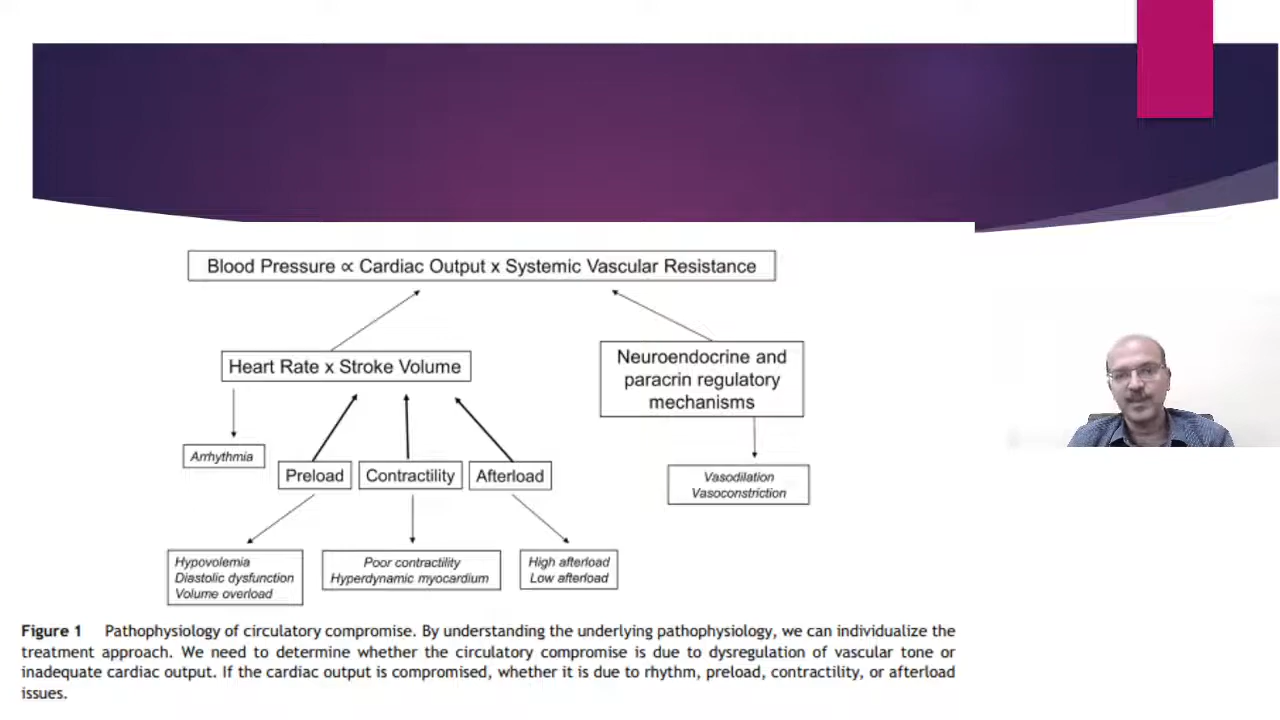 Blood Pressure ∝ Cardiac Output x Systemic Vascular Resistance
Heart Rate x Stroke Volume
Neuroendocrine and
paracrin regulatory
mechanisms
Arrhythmia
Preload
Contractility
Afterload
Vasodilation
Vasoconstriction
Hypovolemia
Diastolic dysfunction
Volume overload
Poor contractility
Hyperdynamic myocardium
High afterload
Low afterload
Figure 1 Pathophysiology of circulatory compromise. By understanding the underlying pathophysiology, we can individualize the
treatment approach. We need to determine whether the circulatory compromise is due to dysregulation of vascular tone or
inadequate cardiac output. If the cardiac output is compromised, whether it is due to rhythm, preload, contractility, or afterload
issues.